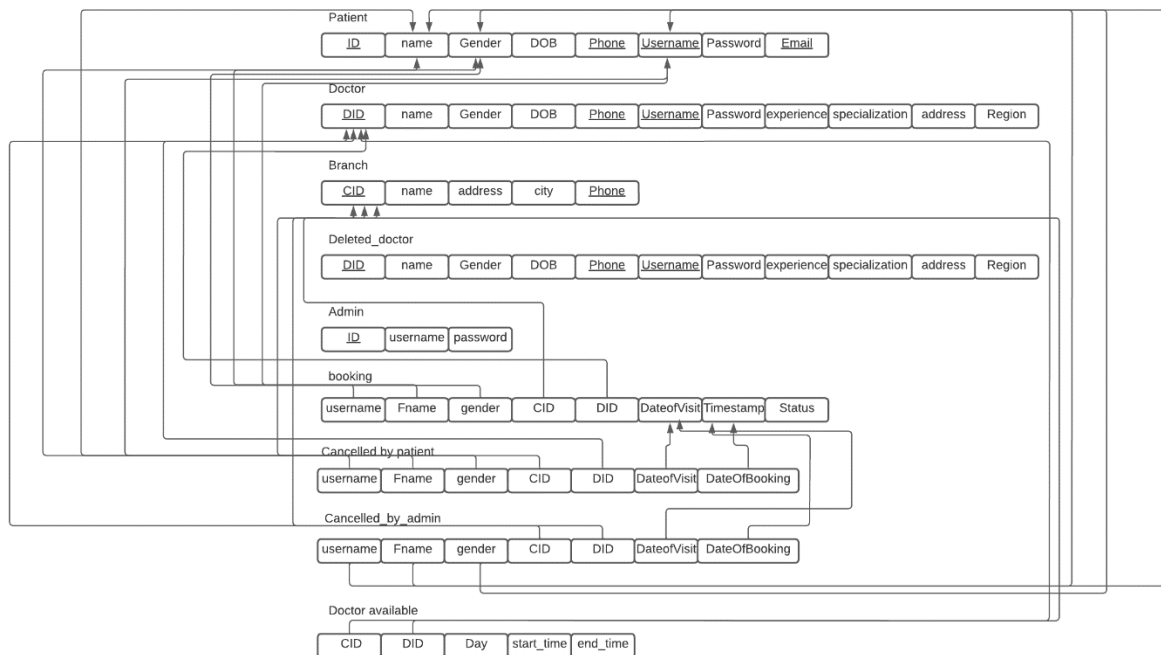 Patient
ID name Gender DOB Phone Username Password Email
Doctor
DID name Gender DOB Phone Username Password experience specialization address Region
Branch
CID name address city Phone
Deleted_doctor
DID name Gender DOB Phone Username Password experience specialization address Region
Admin
ID username password
booking
username Fname gender CID DID DateofVisit Timestamp Status
Cancelled by patient
username Fname gender CID DID DateofVisit DateOfBooking
Cancelled_by_admin
username Fname gender CID DID DateofVisit DateOfBooking
Doctor available
CID DID Day start_time end_time